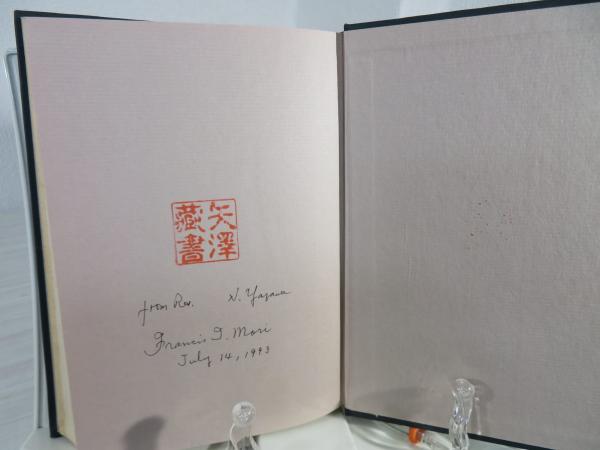 矢澤
藏書
from Rev. N. Yazawa
Francis I. Mori
July 14, 1993